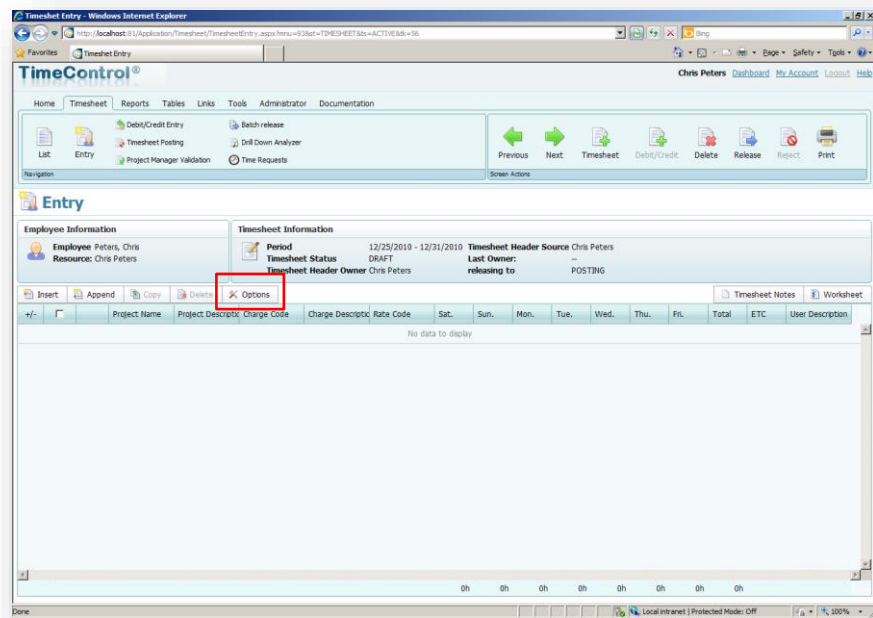 Timeshet Entry - Windows Internet Explorer
http://localhost:81/Application/Timesheet/TimesheetEntry.aspx?mnu=93&st=TIMESHEET&ts=ACTIVE&dk=56
Bing
Favorites Timeshet Entry
Page Safety Tools
TimeControl®
Chris Peters Dashboard My Account Logout Help
Home Timesheet Reports Tables Links Tools Administrator Documentation
List Entry Debit/Credit Entry Timesheet Posting Project Manager Validation Batch release Drill Down Analyzer Time Requests
Previous Next Timesheet Debit/Credit Delete Release Reject Print
Navigation Screen Actions
Entry
Employee Information
Employee Peters, Chris
Resource: Chris Peters
Timesheet Information
Period 12/25/2010 - 12/31/2010 Timesheet Header Source Chris Peters
Timesheet Status DRAFT Last Owner: --
Timesheet Header Owner Chris Peters releasing to POSTING
Insert Append Copy Delete Options Timesheet Notes Worksheet
+/- Project Name Project Descriptic Charge Code Charge Descriptic Rate Code Sat. Sun. Mon. Tue. Wed. Thu. Fri. Total ETC User Description
No data to display
0h 0h 0h 0h 0h 0h 0h 0h
Done Local intranet | Protected Mode: Off 100%